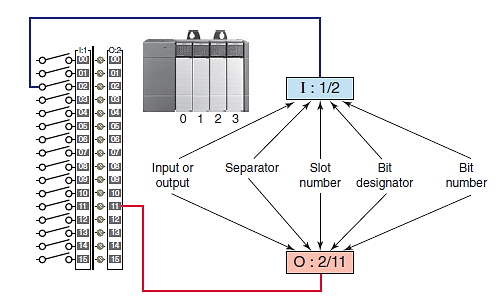 I:1 O:2
00 00
01 01
02 02
03 03
04 04
05 05
06 06
07 07
08 08
09 09
10 10
11 11
12 12
13 13
14 14
15 15
0 1 2 3
I : 1/2
Input or output
Separator
Slot number
Bit designator
Bit number
O : 2/11